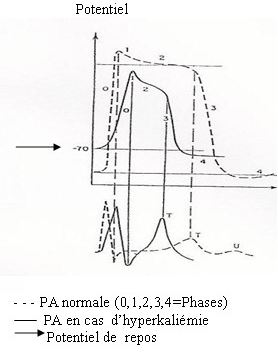 Potentiel
1
2
0
2
0
3
3
-70
4
4
T
T
U
- - - PA normale (0,1,2,3,4=Phases)
PA en cas d'hyperkaliémie
Potentiel de repos